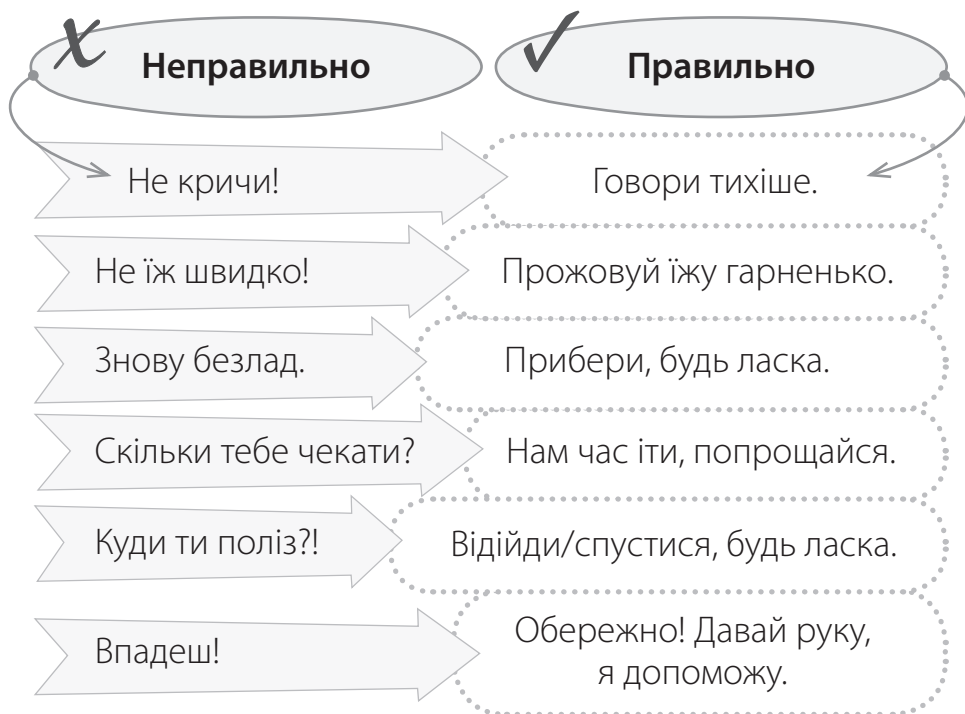 Неправильно
Правильно
Не кричи!
Говори тихіше.
Не їж швидко!
Прожовуй їжу гарненько.
Знову безлад.
Прибери, будь ласка.
Скільки тебе чекати?
Нам час іти, попрощайся.
Куди ти поліз?!
Відійди/спустися, будь ласка.
Впадеш!
Обережно! Давай руку,
я допоможу.